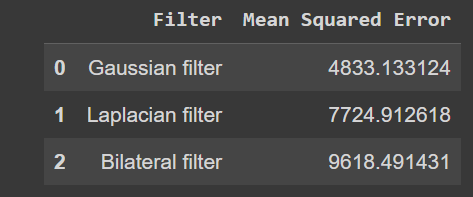 Filter Mean Squared Error
0 Gaussian filter 4833.133124
1 Laplacian filter 7724.912618
2 Bilateral filter 9618.491431